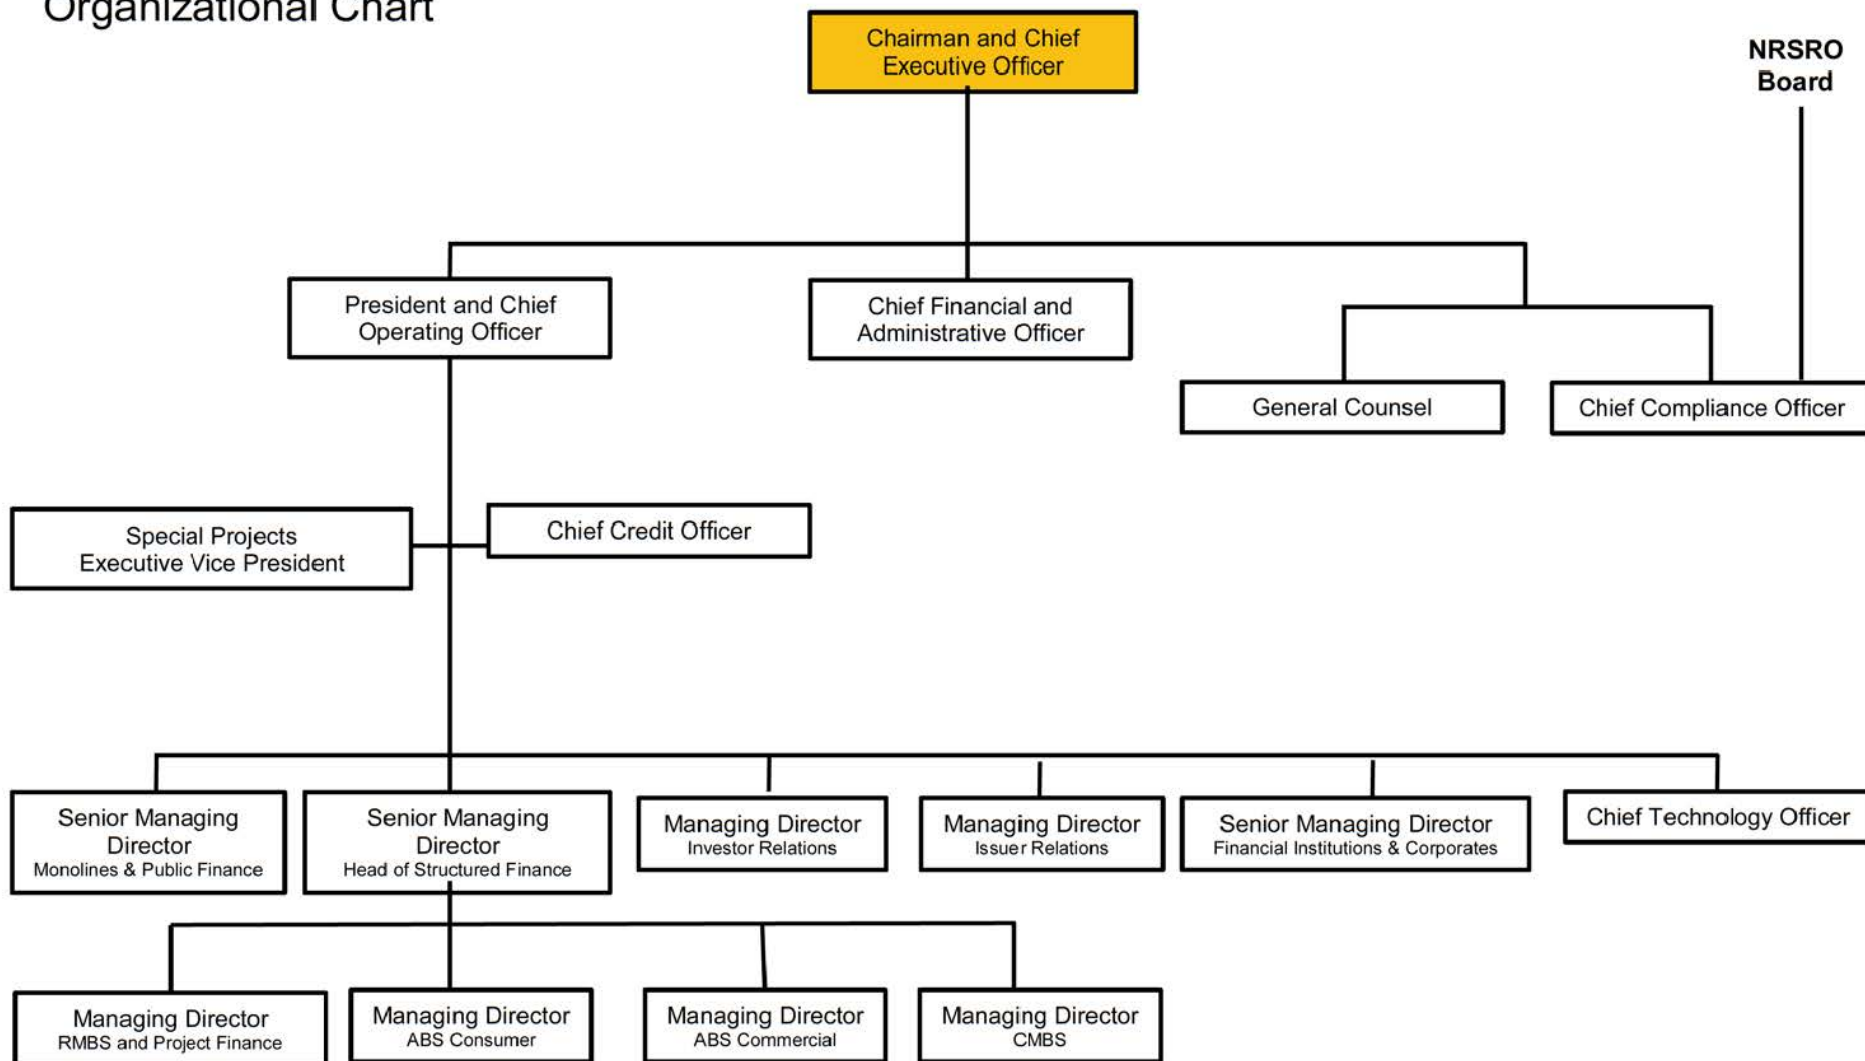 Organizational Chart
Chairman and Chief
Executive Officer
NRSRO
Board
President and Chief
Operating Officer
Chief Financial and
Administrative Officer
General Counsel
Chief Compliance Officer
Special Projects
Executive Vice President
Chief Credit Officer
Senior Managing
Director
Monolines & Public Finance
Senior Managing
Director
Head of Structured Finance
Managing Director
Investor Relations
Managing Director
Issuer Relations
Senior Managing Director
Financial Institutions & Corporates
Chief Technology Officer
Managing Director
RMBS and Project Finance
Managing Director
ABS Consumer
Managing Director
ABS Commercial
Managing Director
CMBS